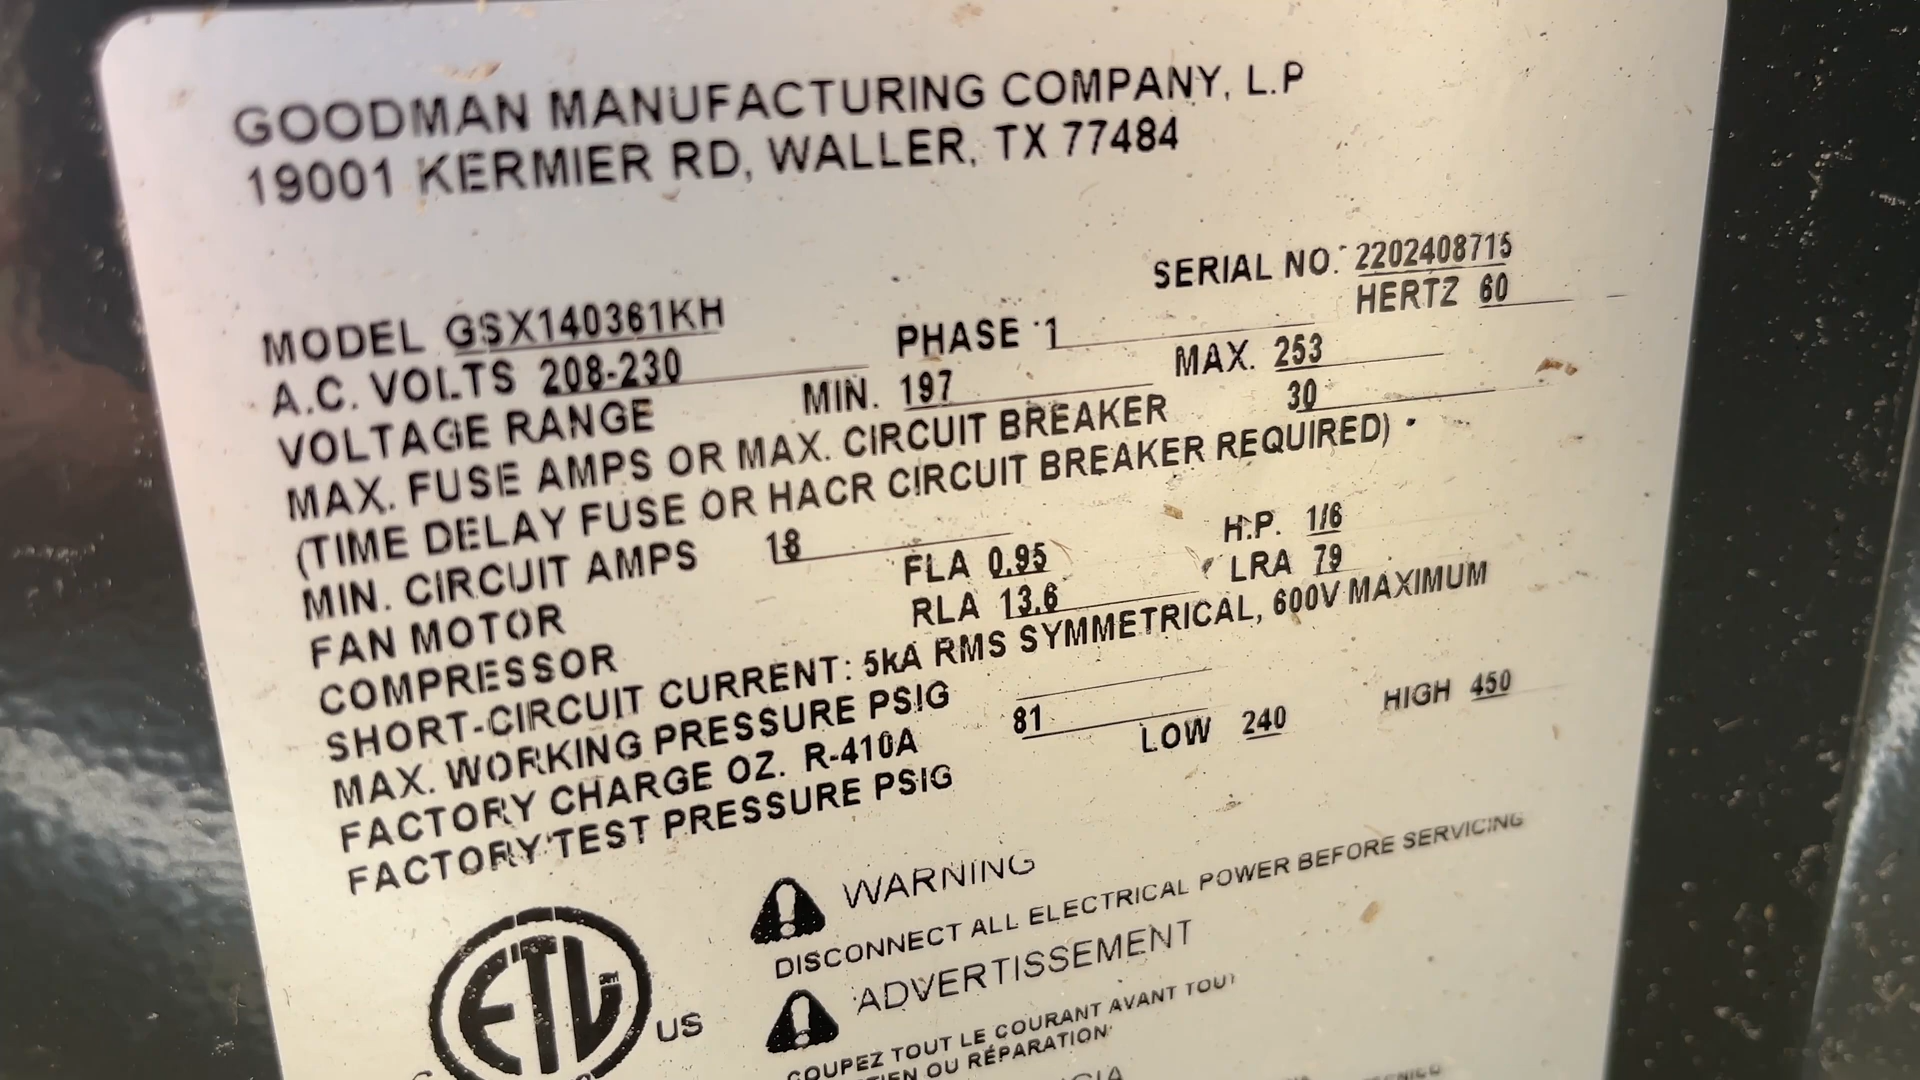 GOODMAN MANUFACTURING COMPANY, L.P
19001 KERMIER RD, WALLER, TX 77484
SERIAL NO. 2202408715
MODEL GSX140361KH PHASE 1 HERTZ 60
A.C. VOLTS 208-230
VOLTAGE RANGE MIN. 197 MAX. 253
MAX. FUSE AMPS OR MAX. CIRCUIT BREAKER 30
(TIME DELAY FUSE OR HACR CIRCUIT BREAKER REQUIRED)
MIN. CIRCUIT AMPS 18
FAN MOTOR FLA 0.95 H.P. 1/6
COMPRESSOR RLA 13.6 LRA 79
SHORT-CIRCUIT CURRENT: 5kA RMS SYMMETRICAL, 600V MAXIMUM
MAX. WORKING PRESSURE PSIG
FACTORY CHARGE OZ. R-410A 81
FACTORY TEST PRESSURE PSIG LOW 240 HIGH 450
WARNING
DISCONNECT ALL ELECTRICAL POWER BEFORE SERVICING
ADVERTISSEMENT
COUPEZ TOUT LE COURANT AVANT TOUT
OU RÉPARATION
ETL
US